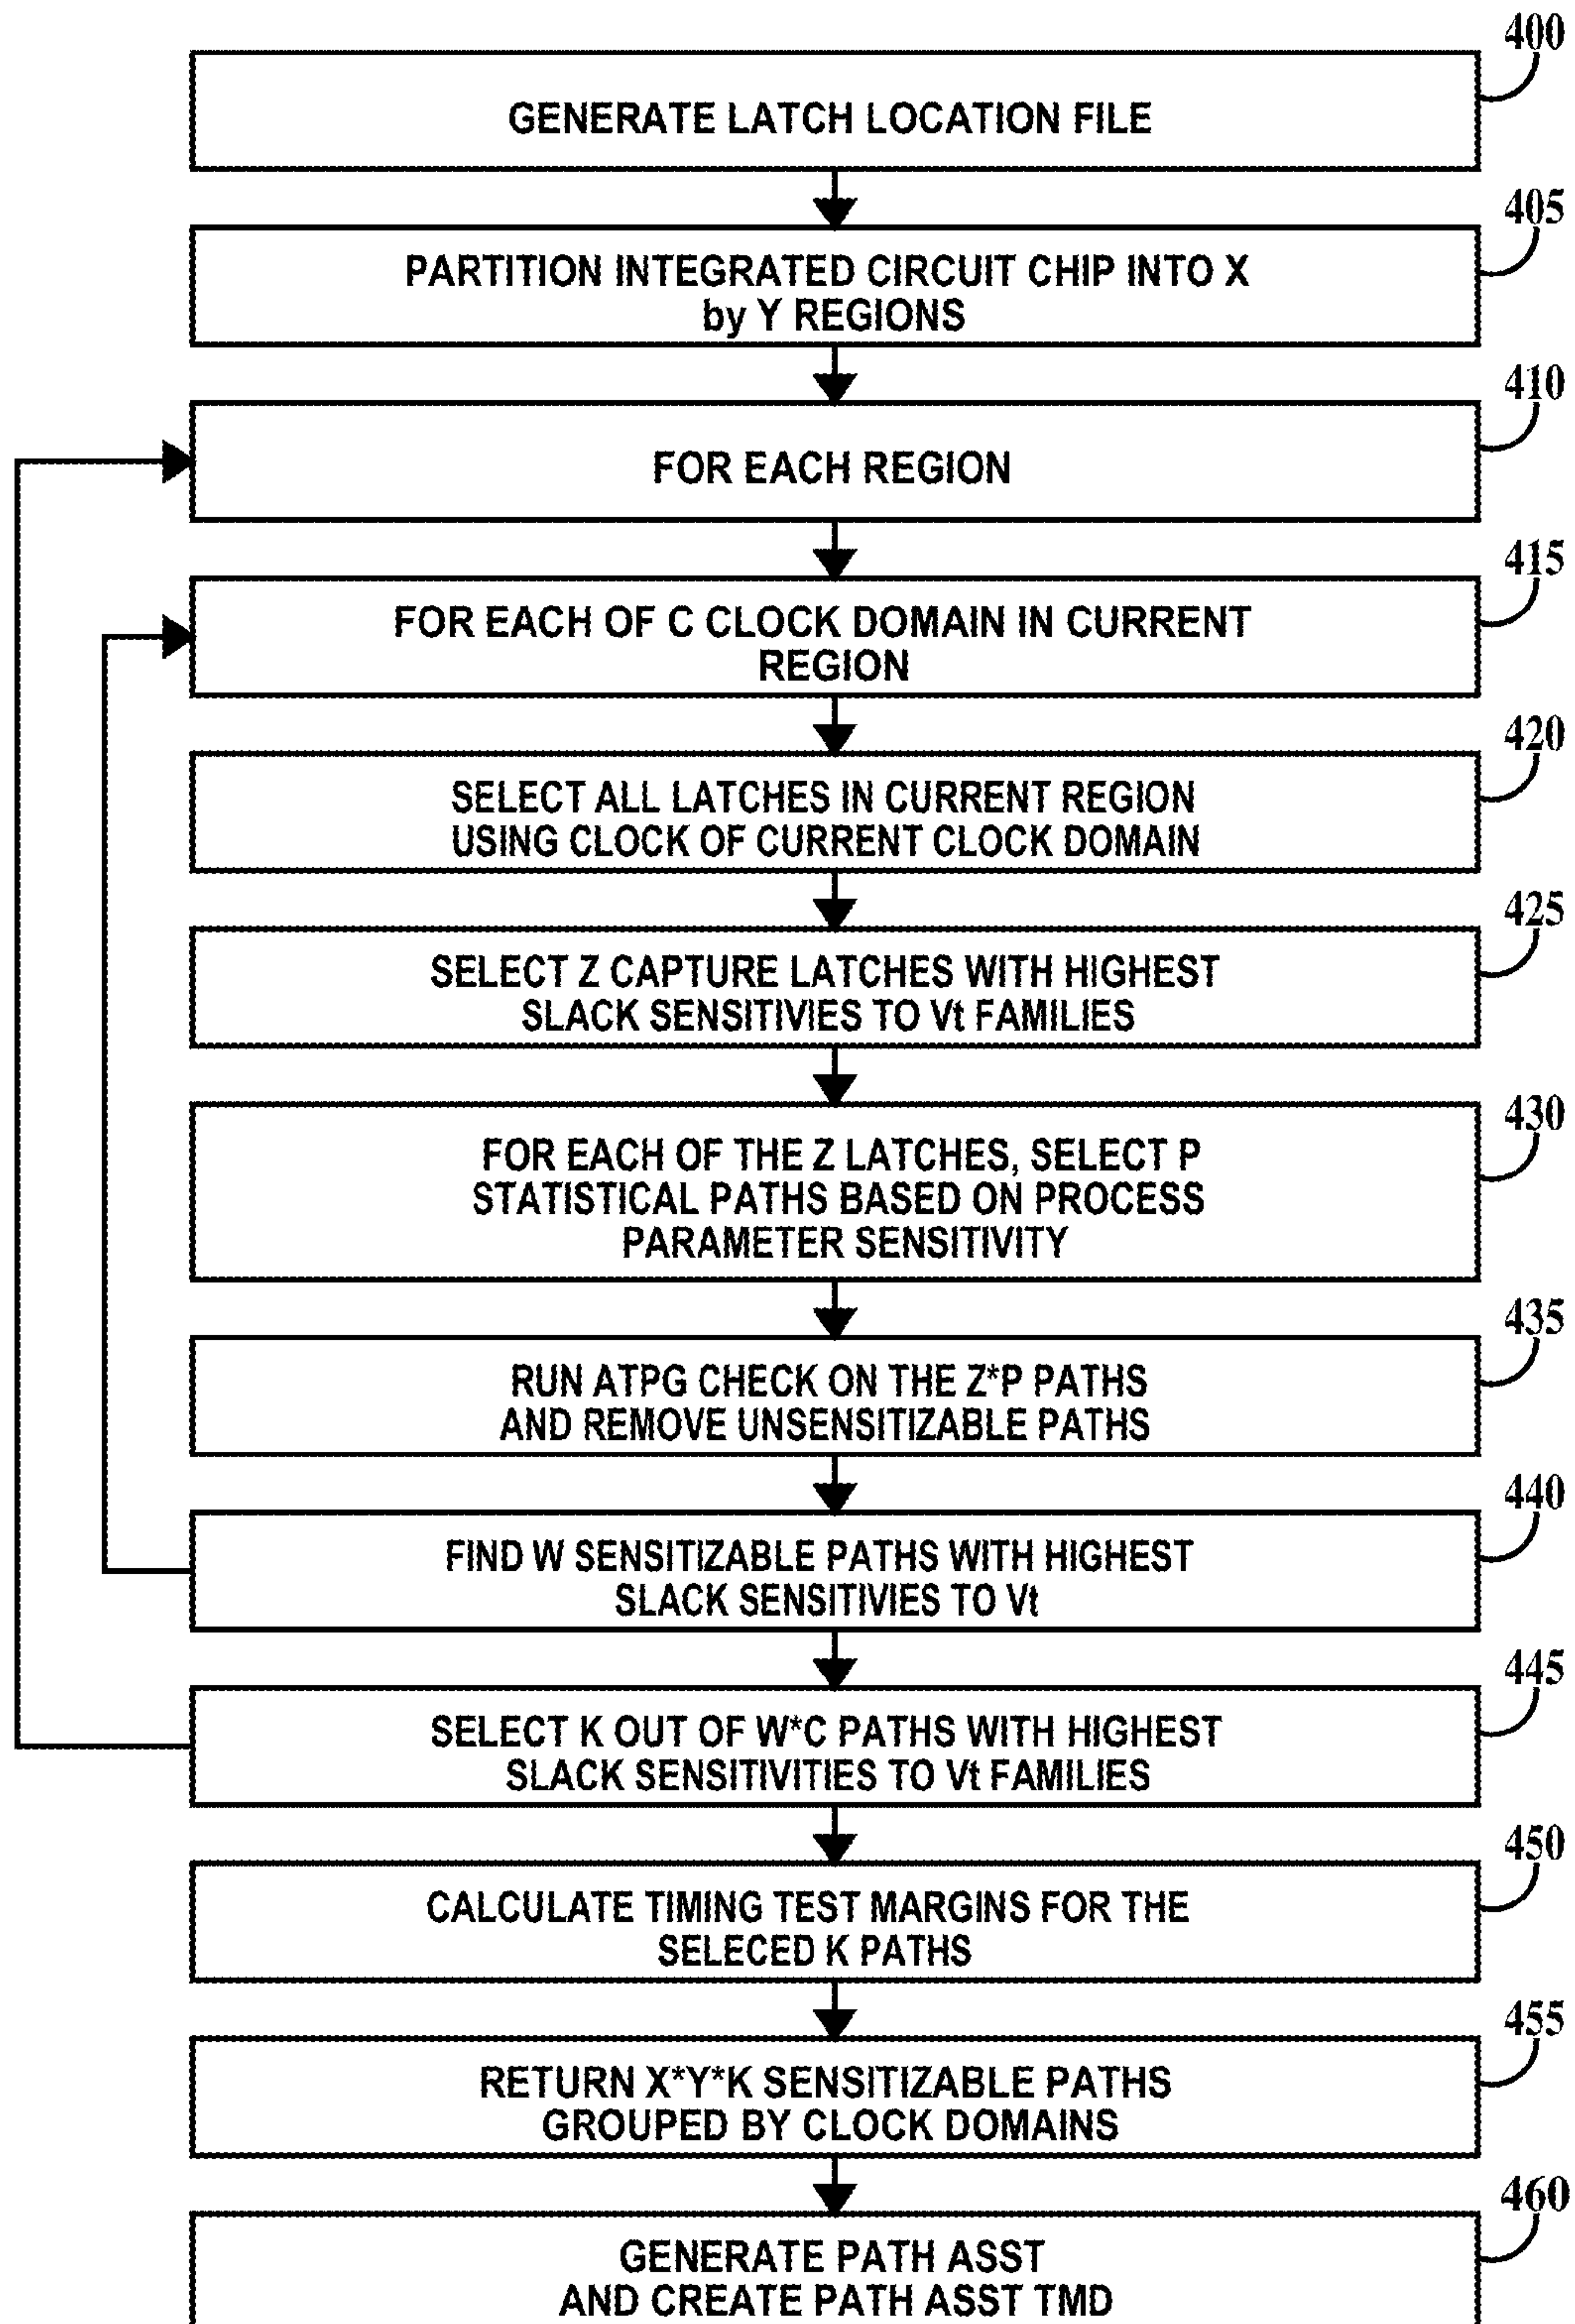 400
GENERATE LATCH LOCATION FILE
405
PARTITION INTEGRATED CIRCUIT CHIP INTO X
by Y REGIONS
410
FOR EACH REGION
415
FOR EACH OF C CLOCK DOMAIN IN CURRENT
REGION
420
SELECT ALL LATCHES IN CURRENT REGION
USING CLOCK OF CURRENT CLOCK DOMAIN
425
SELECT Z CAPTURE LATCHES WITH HIGHEST
SLACK SENSITIVIES TO Vt FAMILIES
430
FOR EACH OF THE Z LATCHES, SELECT P
STATISTICAL PATHS BASED ON PROCESS
PARAMETER SENSITIVITY
435
RUN ATPG CHECK ON THE Z*P PATHS
AND REMOVE UNSENSITIZABLE PATHS
440
FIND W SENSITIZABLE PATHS WITH HIGHEST
SLACK SENSITIVIES TO Vt
445
SELECT K OUT OF W*C PATHS WITH HIGHEST
SLACK SENSITIVITIES TO Vt FAMILIES
450
CALCULATE TIMING TEST MARGINS FOR THE
SELECED K PATHS
455
RETURN X*Y*K SENSITIZABLE PATHS
GROUPED BY CLOCK DOMAINS
460
GENERATE PATH ASST
AND CREATE PATH ASST TMD